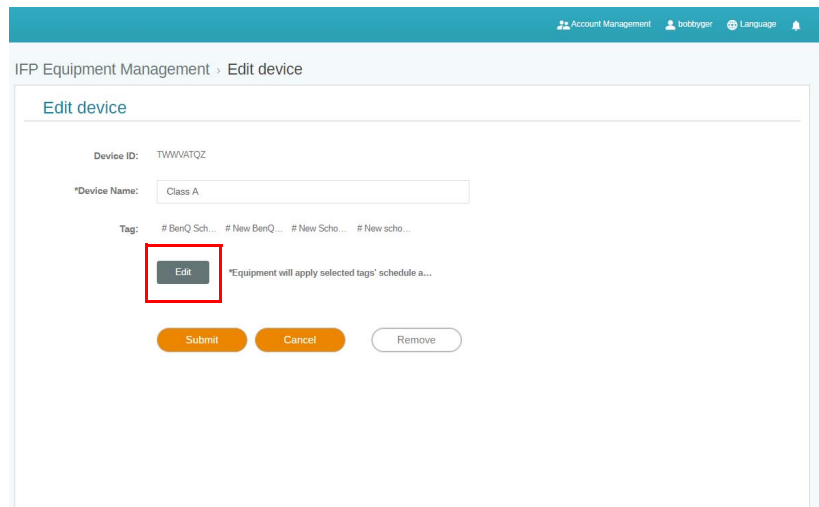 Account Management bobbyger Language
IFP Equipment Management › Edit device
Edit device
Device ID: TWWVATQZ
*Device Name: Class A
Tag: # BenQ Sch... # New BenQ... # New Scho... # New scho...
Edit *Equipment will apply selected tags' schedule a...
Submit Cancel Remove